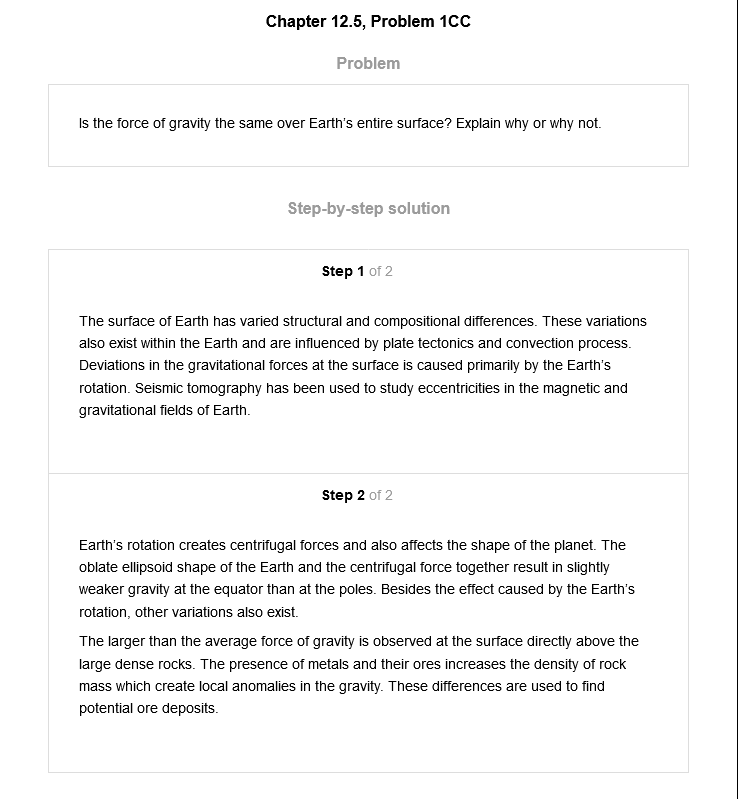 Chapter 12.5, Problem 1CC
Problem
Is the force of gravity the same over Earth's entire surface? Explain why or why not.
Step-by-step solution
Step 1 of 2
The surface of Earth has varied structural and compositional differences. These variations
also exist within the Earth and are influenced by plate tectonics and convection process.
Deviations in the gravitational forces at the surface is caused primarily by the Earth's
rotation. Seismic tomography has been used to study eccentricities in the magnetic and
gravitational fields of Earth.
Step 2 of 2
Earth's rotation creates centrifugal forces and also affects the shape of the planet. The
oblate ellipsoid shape of the Earth and the centrifugal force together result in slightly
weaker gravity at the equator than at the poles. Besides the effect caused by the Earth's
rotation, other variations also exist.
The larger than the average force of gravity is observed at the surface directly above the
large dense rocks. The presence of metals and their ores increases the density of rock
mass which create local anomalies in the gravity. These differences are used to find
potential ore deposits.